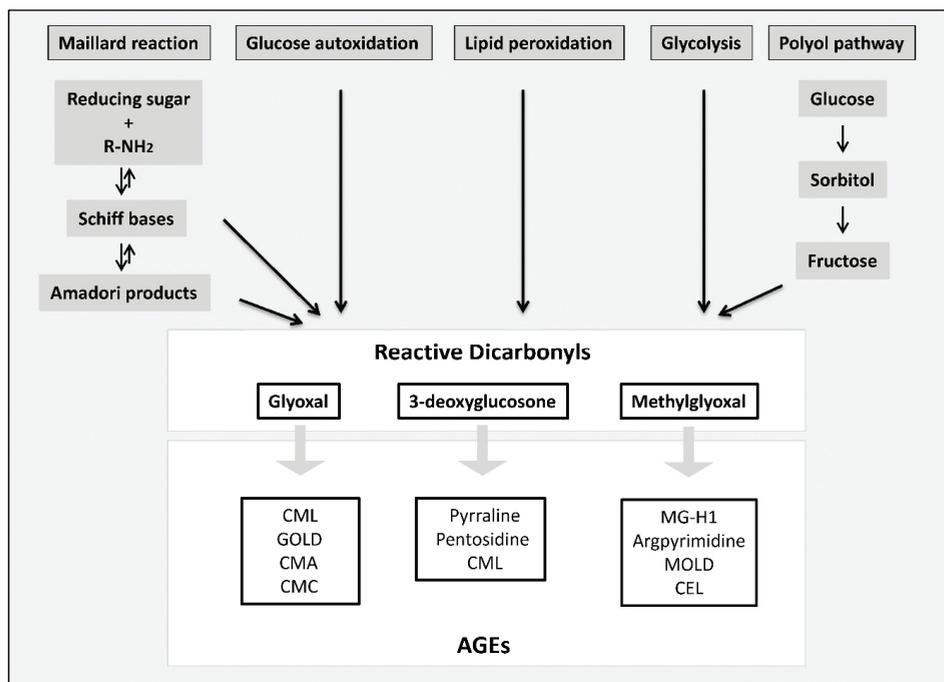 Maillard reaction
Glucose autoxidation
Lipid peroxidation
Glycolysis
Polyol pathway
Reducing sugar
+
R-NH2
Schiff bases
Amadori products
Glucose
Sorbitol
Fructose
Reactive Dicarbonyls
Glyoxal
3-deoxyglucosone
Methylglyoxal
CML
GOLD
CMA
CMC
Pyrraline
Pentosidine
CML
MG-H1
Argpyrimidine
MOLD
CEL
AGEs